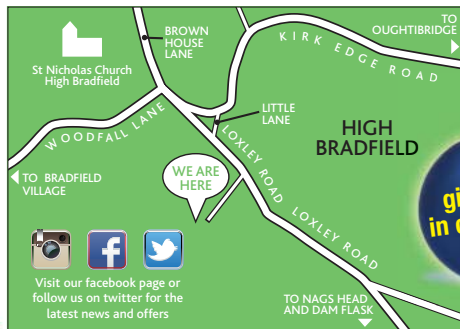 BROWN
HOUSE
LANE
TO
OUGHTIBRIDGE
KIRK EDGE ROAD
St Nicholas Church
High Bradfield
LITTLE
LANE
WOODFALL LANE
HIGH
BRADFIELD
LOXLEY ROAD
WE ARE
HERE
TO BRADFIELD
VILLAGE
LOXLEY ROAD
in
Visit our facebook page or
follow us on twitter for the
latest news and offers
TO NAGS HEAD
AND DAM FLASK